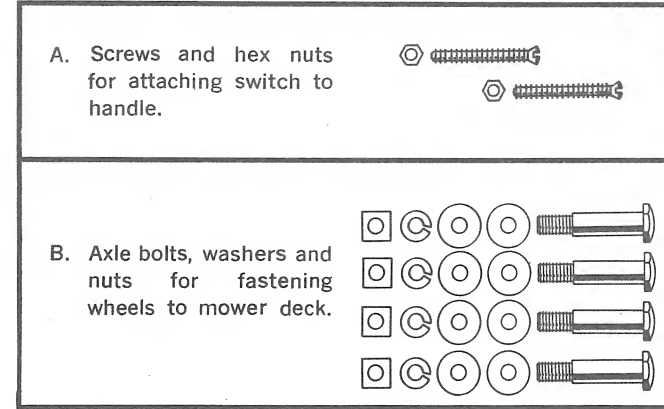 A. Screws and hex nuts
for attaching switch to
handle.
B. Axle bolts, washers and
nuts for fastening
wheels to mower deck.